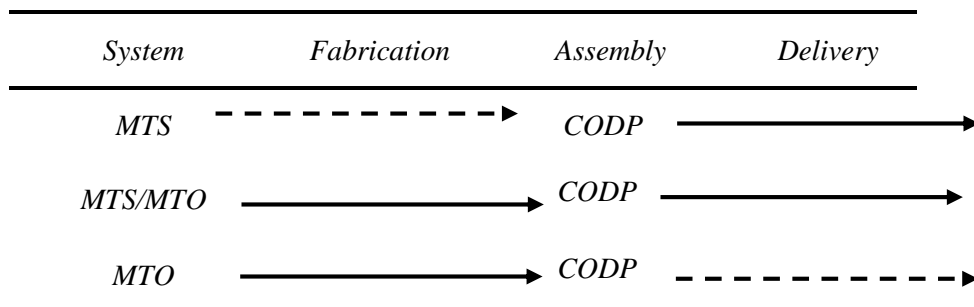 System Fabrication Assembly Delivery
MTS CODP
MTS/MTO CODP
MTO CODP